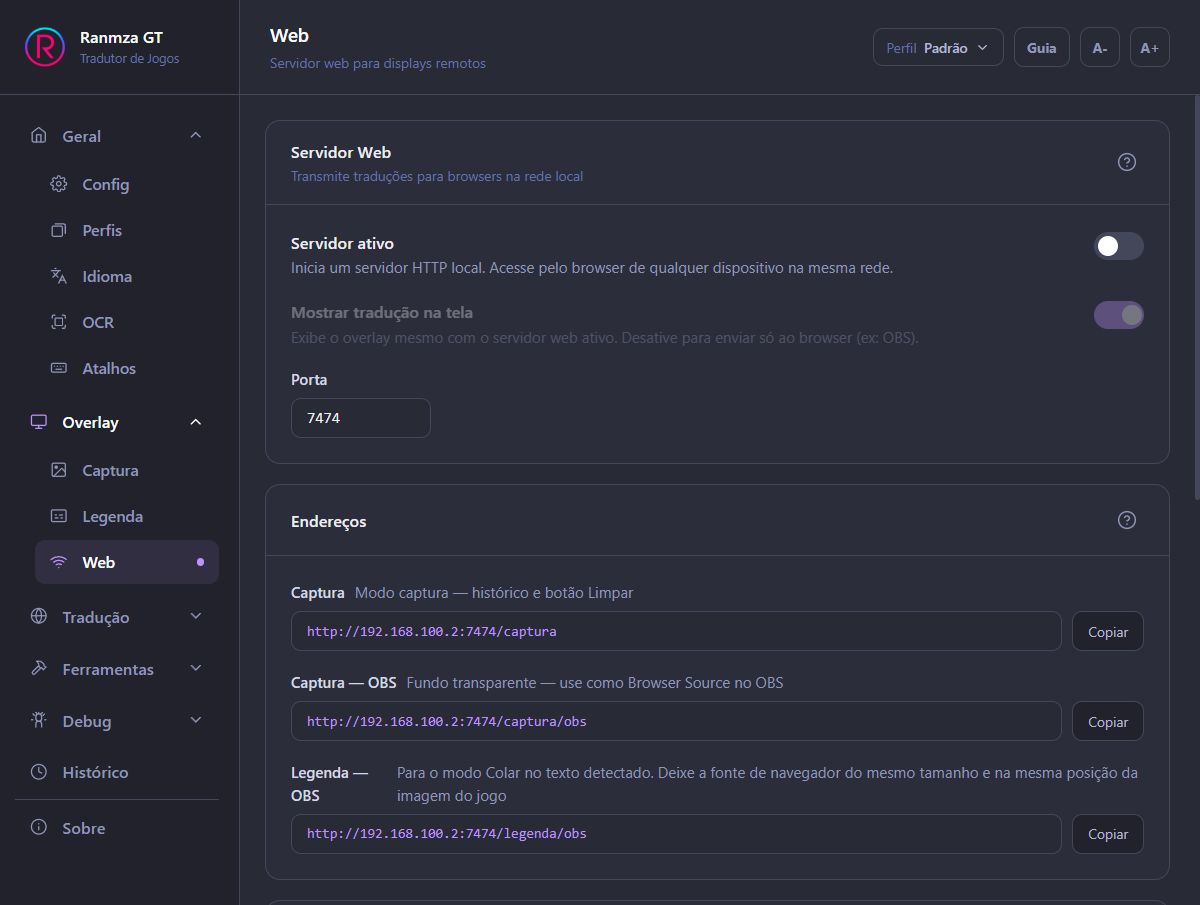 Ranmza GT
Tradutor de Jogos
Geral
Config
Perfis
Idioma
OCR
Atalhos
Overlay
Captura
Legenda
Web
Tradução
Ferramentas
Debug
Histórico
Sobre
Web
Servidor web para displays remotos
Perfil Padrão
Guia
A-
A+
Servidor Web
Transmite traduções para browsers na rede local
Servidor ativo
Inicia um servidor HTTP local. Acesse pelo browser de qualquer dispositivo na mesma rede.
Mostrar tradução na tela
Exibe o overlay mesmo com o servidor web ativo. Desative para enviar só ao browser (ex: OBS).
Porta
7474
Endereços
Captura Modo captura — histórico e botão Limpar
http://192.168.100.2:7474/captura
Copiar
Captura — OBS Fundo transparente — use como Browser Source no OBS
http://192.168.100.2:7474/captura/obs
Copiar
Legenda —
OBS
Para o modo Colar no texto detectado. Deixe a fonte de navegador do mesmo tamanho e na mesma posição da
imagem do jogo
http://192.168.100.2:7474/legenda/obs
Copiar